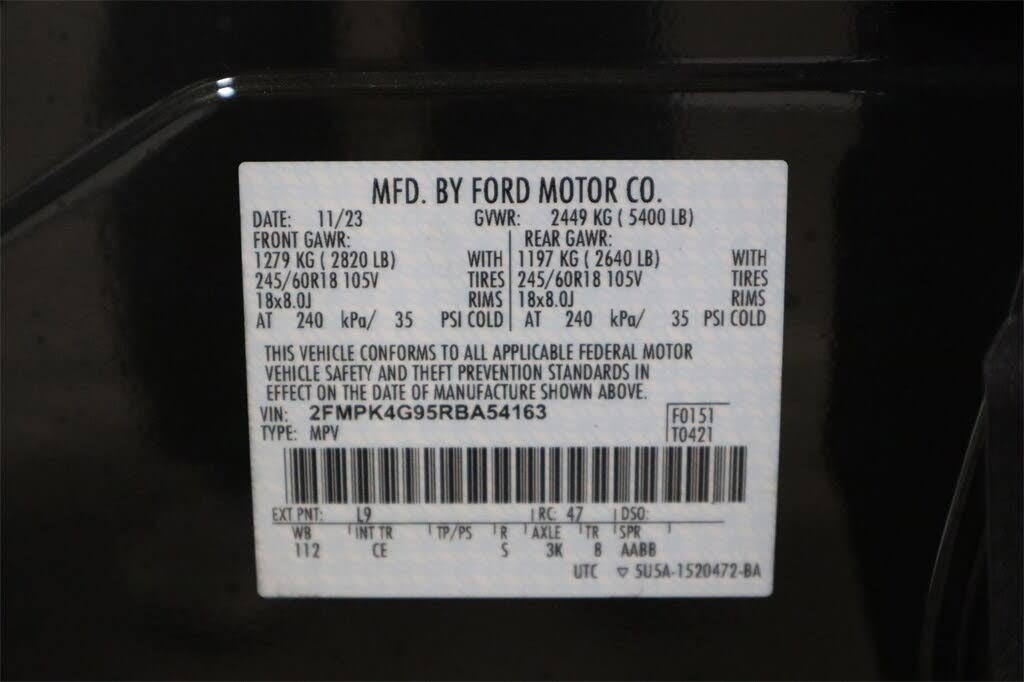 MFD. BY FORD MOTOR CO.
DATE: 11/23 GVWR: 2449 KG ( 5400 LB)
FRONT GAWR: REAR GAWR:
1279 KG ( 2820 LB) WITH 1197 KG ( 2640 LB) WITH
245/60R18 105V TIRES 245/60R18 105V TIRES
18x8.0J RIMS 18x8.0J RIMS
AT 240 kPa/ 35 PSI COLD AT 240 kPa/ 35 PSI COLD
THIS VEHICLE CONFORMS TO ALL APPLICABLE FEDERAL MOTOR
VEHICLE SAFETY AND THEFT PREVENTION STANDARDS IN
EFFECT ON THE DATE OF MANUFACTURE SHOWN ABOVE.
VIN: 2FMPK4G95RBA54163 F0151
TYPE: MPV T0421
EXT PNT: L9 RC: 47 DSO:
WB INT TR TP/PS R AXLE TR SPR
112 CE S 3K 8 AABB
UTC ▽ 5U5A-1520472-BA